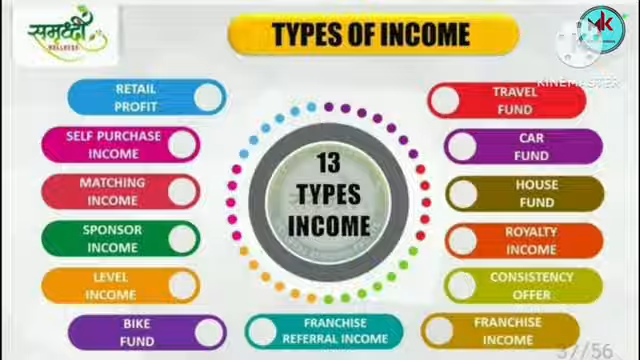 समृध्दी
WELLNESS
TYPES OF INCOME
MK
KINEMASTER
RETAIL
PROFIT
SELF PURCHASE
INCOME
MATCHING
INCOME
SPONSOR
INCOME
LEVEL
INCOME
BIKE
FUND
13
TYPES
INCOME
FRANCHISE
REFERRAL INCOME
TRAVEL
FUND
CAR
FUND
HOUSE
FUND
ROYALTY
INCOME
CONSISTENCY
OFFER
FRANCHISE
INCOME
37/56